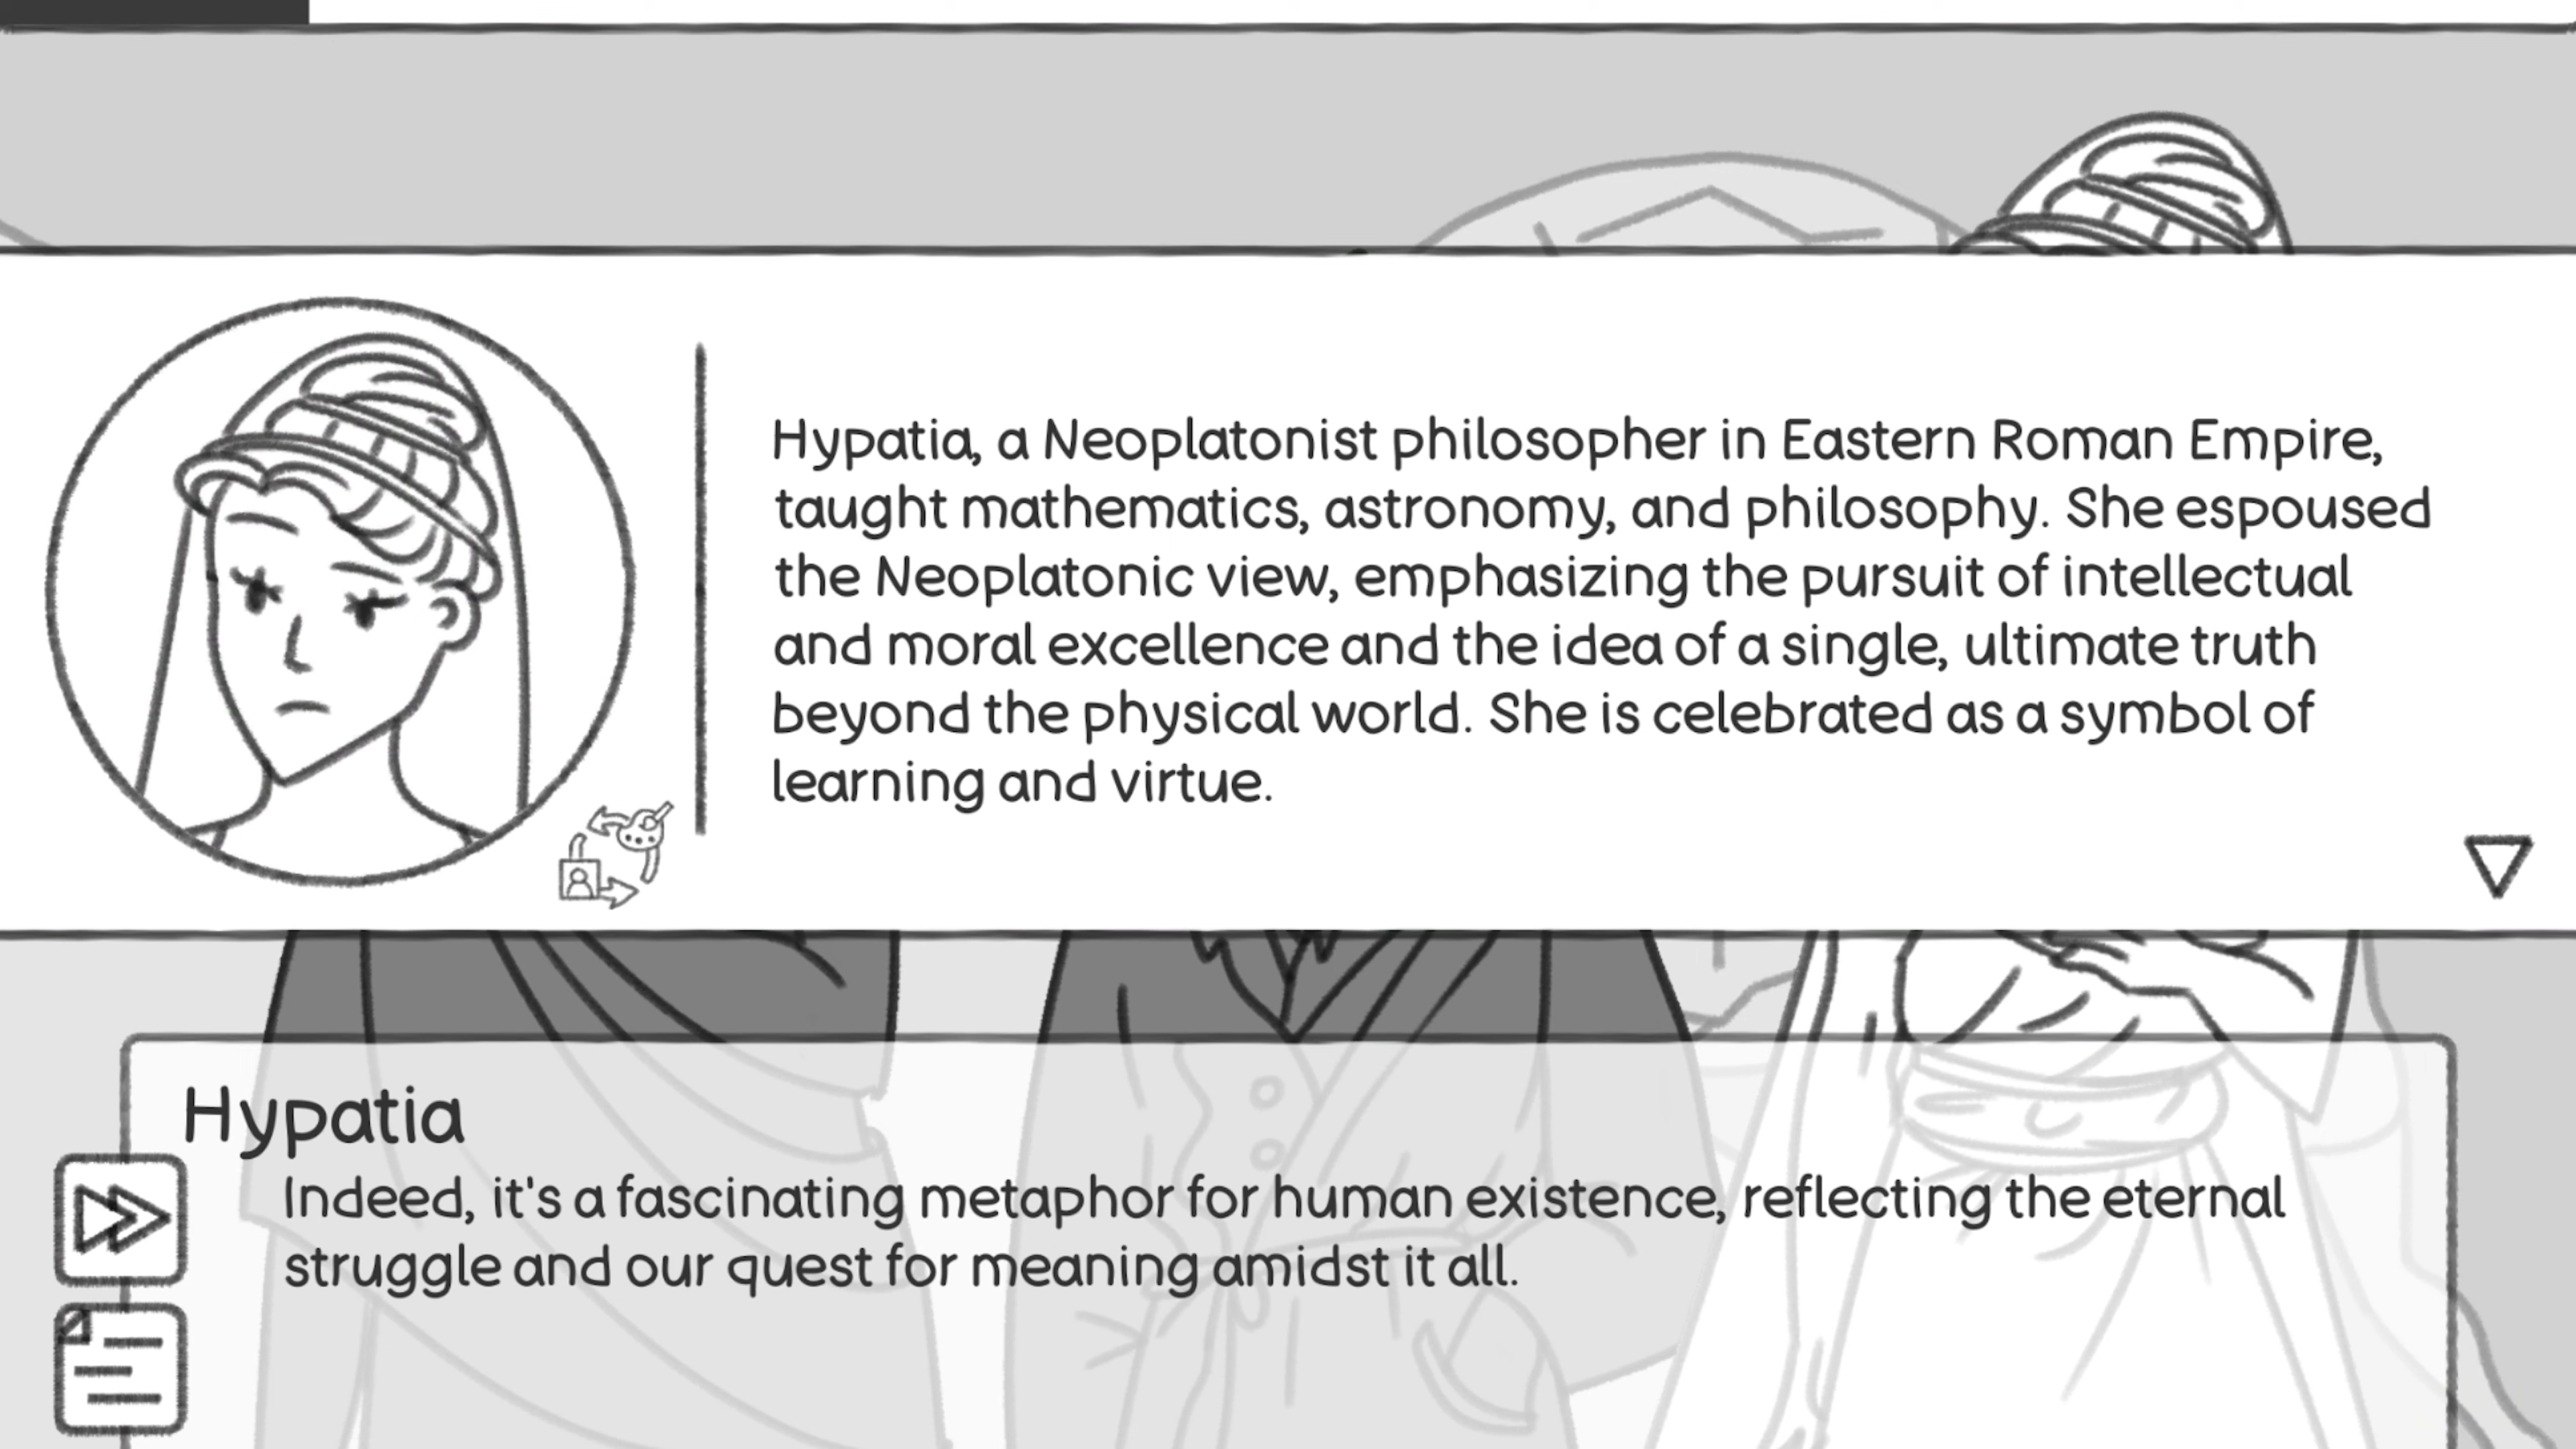 Hypatia, a Neoplatonist philosopher in Eastern Roman Empire,
taught mathematics, astronomy, and philosophy. She espoused
the Neoplatonic view, emphasizing the pursuit of intellectual
and moral excellence and the idea of a single, ultimate truth
beyond the physical world. She is celebrated as a symbol of
learning and virtue.
Hypatia
Indeed, it's a fascinating metaphor for human existence, reflecting the eternal
struggle and our quest for meaning amidst it all.